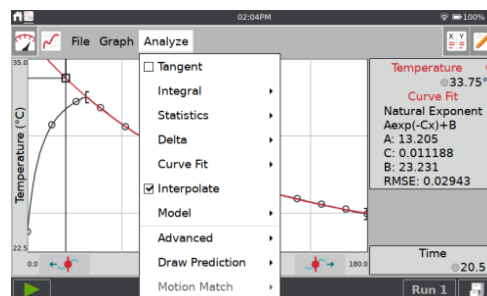 02:04PM
100%
File Graph Analyze
X Y
35.0
Temperature (°C)
22.5
0.0
180.0
Tangent
Integral
Statistics
Delta
Curve Fit
Interpolate
Model
Advanced
Draw Prediction
Motion Match
Temperature
33.75°
Curve Fit
Natural Exponent
Aexp(-Cx)+B
A: 13.205
C: 0.011188
B: 23.231
RMSE: 0.02943
Time
20.5
Run 1